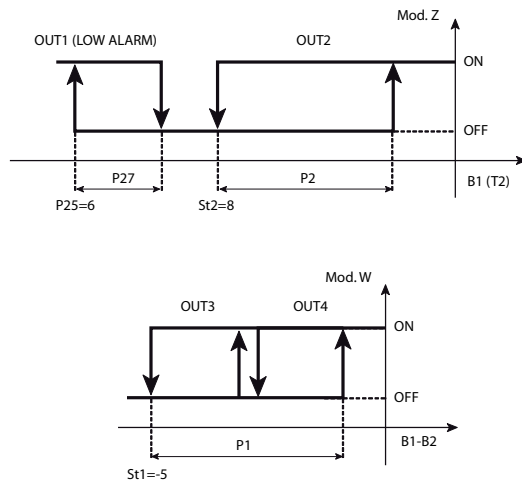 Mod. Z
OUT1 (LOW ALARM)
OUT2
ON
OFF
P27
P2
B1 (T2)
P25=6
St2=8
Mod. W
OUT3
OUT4
ON
OFF
P1
B1-B2
St1=-5